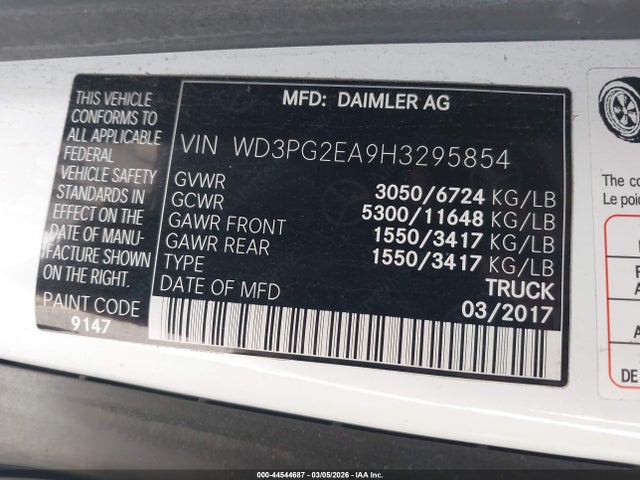 THIS VEHICLE
CONFORMS TO
ALL APPLICABLE
FEDERAL
VEHICLE SAFETY
STANDARDS IN
EFFECT ON THE
DATE OF MANU-
FACTURE SHOWN
ON THE RIGHT.
PAINT CODE
9147
MFD: DAIMLER AG
VIN WD3PG2EA9H3295854
GVWR 3050/6724 KG/LB
GCWR 5300/11648 KG/LB
GAWR FRONT 1550/3417 KG/LB
GAWR REAR 1550/3417 KG/LB
TYPE TRUCK
DATE OF MFD 03/2017
The co
Le poid
DE
000-44544687 - 03/05/2026 - IAA Inc.